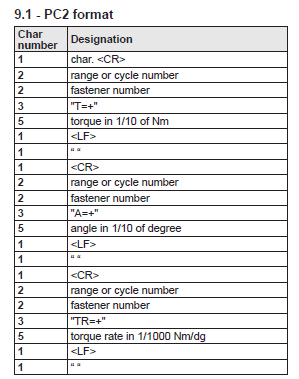 9.1 - PC2 format
Char number Designation
1 char. <CR>
2 range or cycle number
2 fastener number
3 "T=+"
5 torque in 1/10 of Nm
1 <LF>
1 “ “
1 <CR>
2 range or cycle number
2 fastener number
3 "A=+"
5 angle in 1/10 of degree
1 <LF>
1 “ “
1 <CR>
2 range or cycle number
2 fastener number
3 "TR=+"
5 torque rate in 1/1000 Nm/dg
1 <LF>
1 “ “